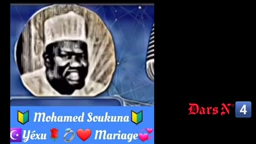 🔰 Mohamed Soukuna🔰
☪️Yéxu🌹💍❤️ Mariage💞
Dars N° 4️⃣